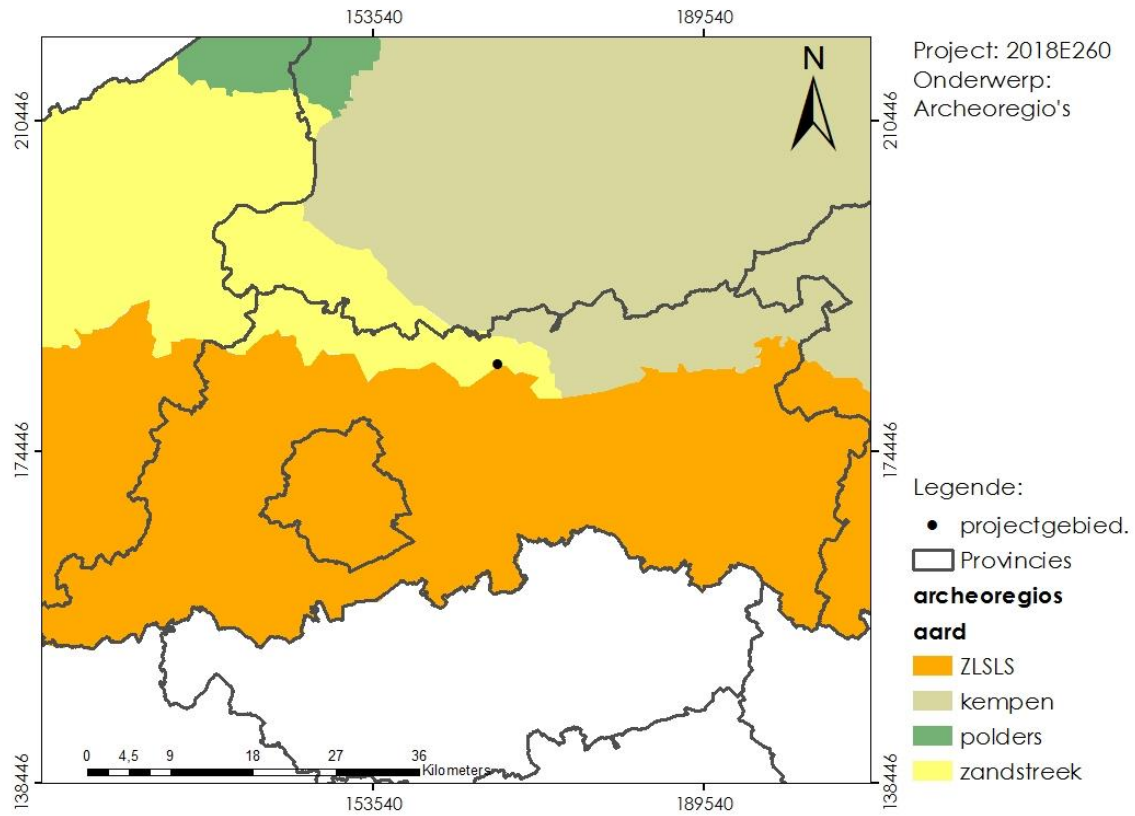 153540 189540
210446 210446
174446 174446
138446 138446
153540 189540
N
0 4,5 9 18 27 36
Kilometers
Project: 2018E260
Onderwerp:
Archeoregio's
Legende:
projectgebied.
Provincies
archeoregios
aard
ZLSLS
kempen
polders
zandstreek